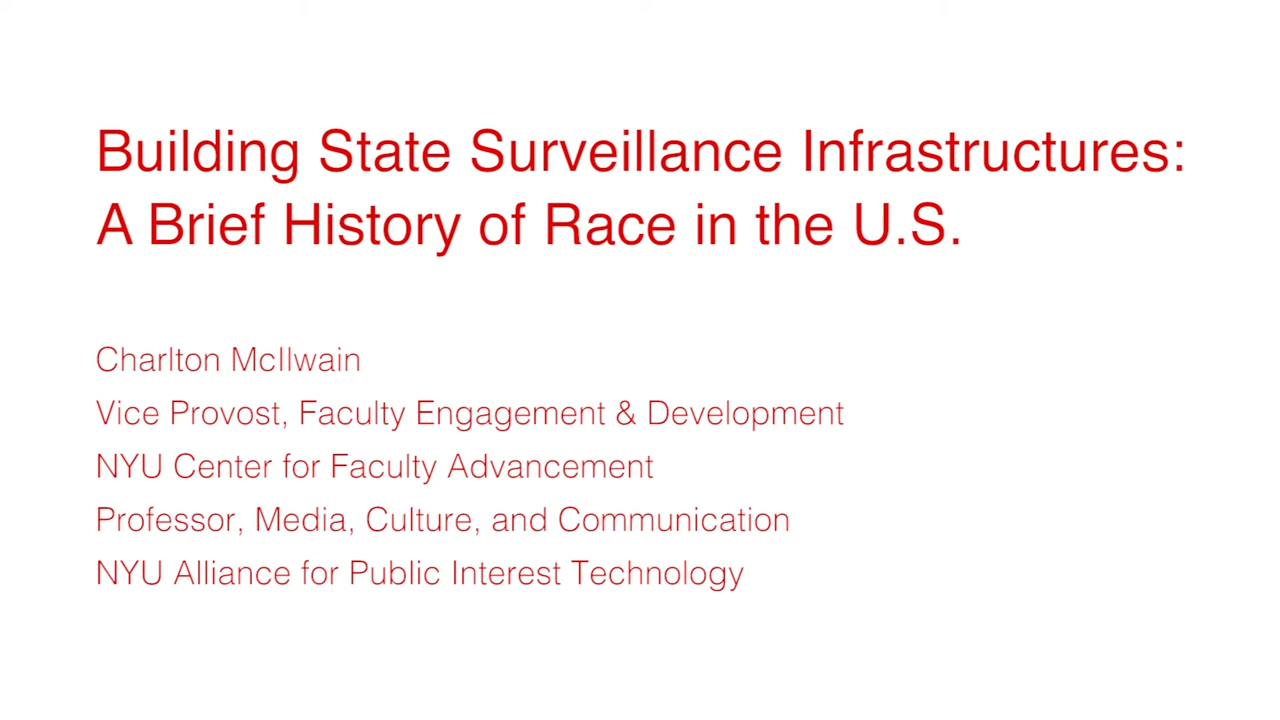 Building State Surveillance Infrastructures:
A Brief History of Race in the U.S.
Charlton McIlwain
Vice Provost, Faculty Engagement & Development
NYU Center for Faculty Advancement
Professor, Media, Culture, and Communication
NYU Alliance for Public Interest Technology